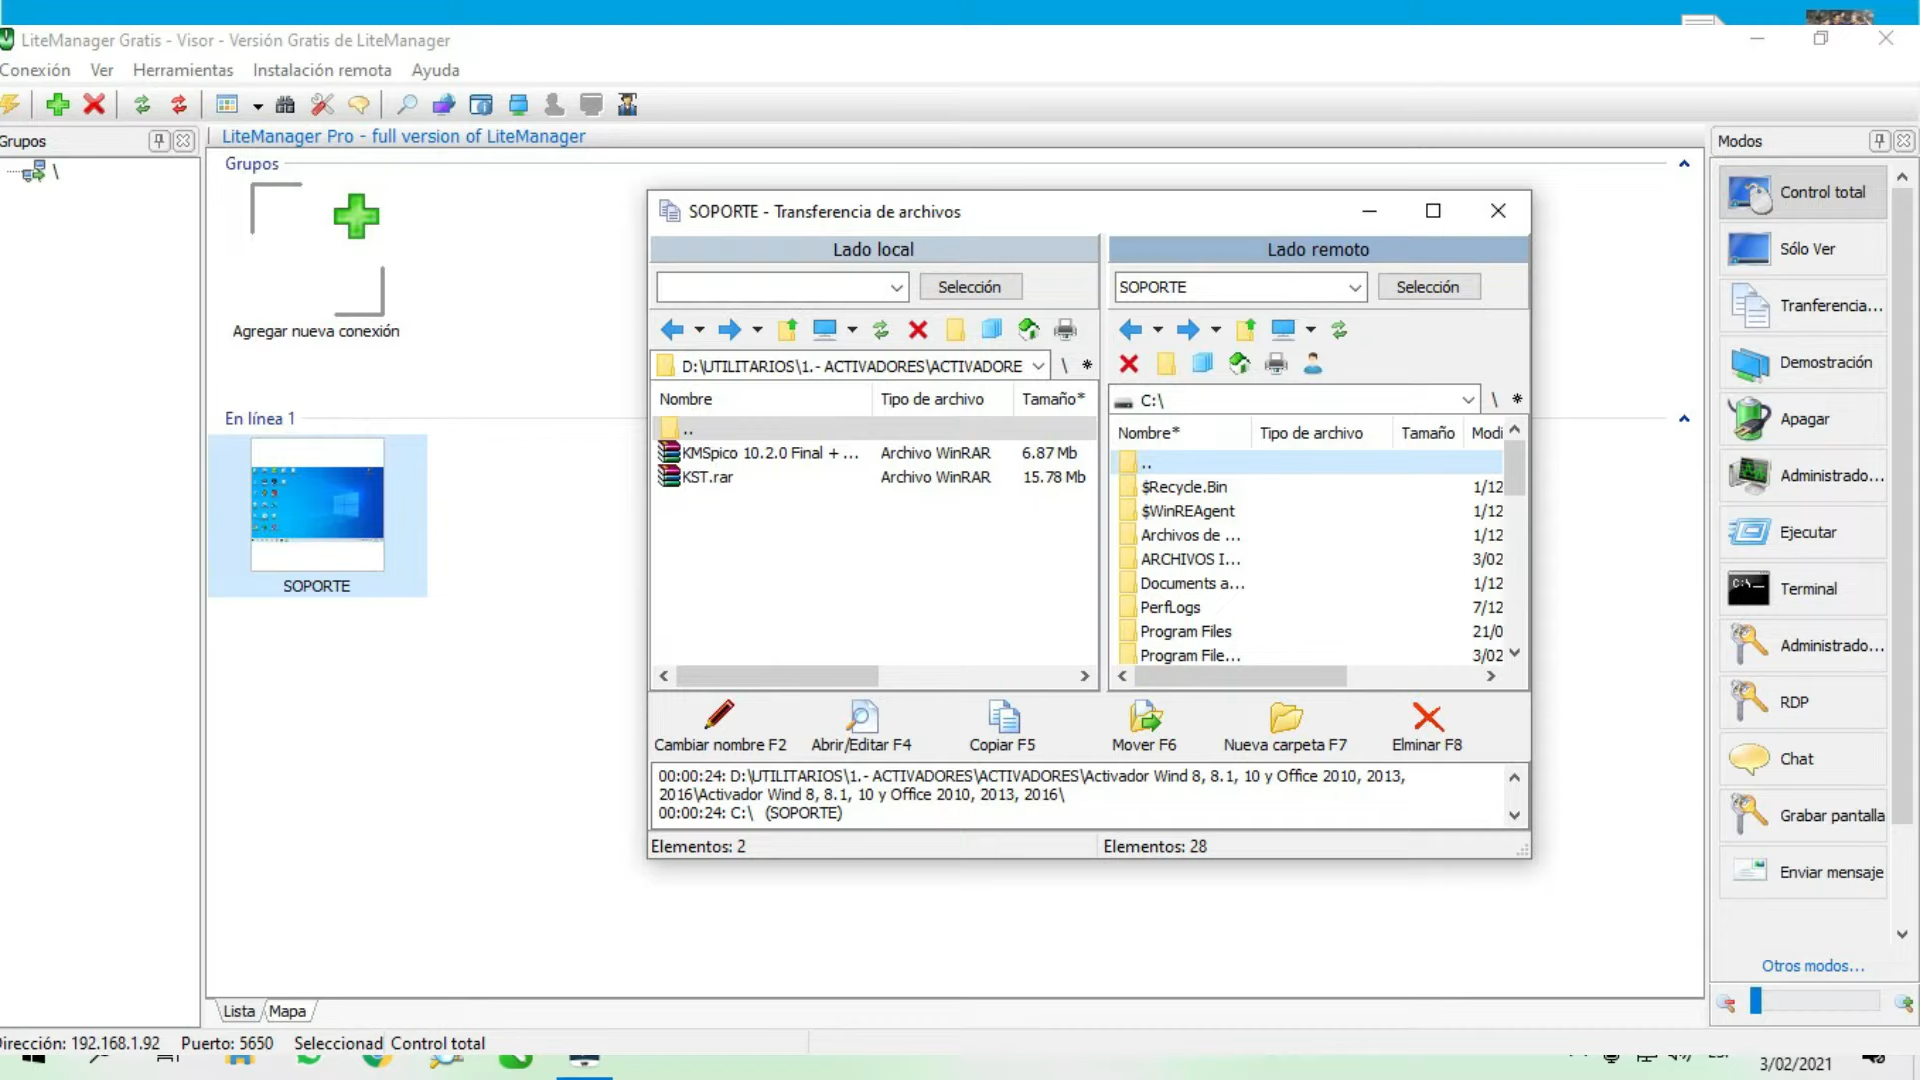 LiteManager Gratis - Visor - Versión Gratis de LiteManager
Conexión Ver Herramientas Instalación remota Ayuda
Grupos
\
LiteManager Pro - full version of LiteManager
Grupos
Agregar nueva conexión
En línea 1
SOPORTE
SOPORTE - Transferencia de archivos
Lado local
Selección
D:\UTILITARIOS\1.- ACTIVADORES\ACTIVADORE
\ *
Nombre Tipo de archivo Tamaño*
..
KMSpico 10.2.0 Final + ... Archivo WinRAR 6.87 Mb
KST.rar Archivo WinRAR 15.78 Mb
Lado remoto
SOPORTE Selección
C:\
\ *
Nombre* Tipo de archivo Tamaño Modi
..
$Recycle.Bin 1/12
$WinREAgent 1/12
Archivos de ... 1/12
ARCHIVOS I... 3/02
Documents a... 1/12
PerfLogs 7/12
Program Files 21/0
Program File... 3/02
Cambiar nombre F2 Abrir/Editar F4 Copiar F5 Mover F6 Nueva carpeta F7 Elminar F8
00:00:24: D:\UTILITARIOS\1.- ACTIVADORES\ACTIVADORES\Activador Wind 8, 8.1, 10 y Office 2010, 2013,
2016\Activador Wind 8, 8.1, 10 y Office 2010, 2013, 2016\
00:00:24: C:\ (SOPORTE)
Elementos: 2 Elementos: 28
Modos
Control total
Sólo Ver
Tranferencia...
Demostración
Apagar
Administrado...
Ejecutar
C:\
Terminal
Administrado...
RDP
Chat
Grabar pantalla
Enviar mensaje
Otros modos...
Lista Mapa
Dirección: 192.168.1.92 Puerto: 5650 Seleccionad Control total
3/02/2021